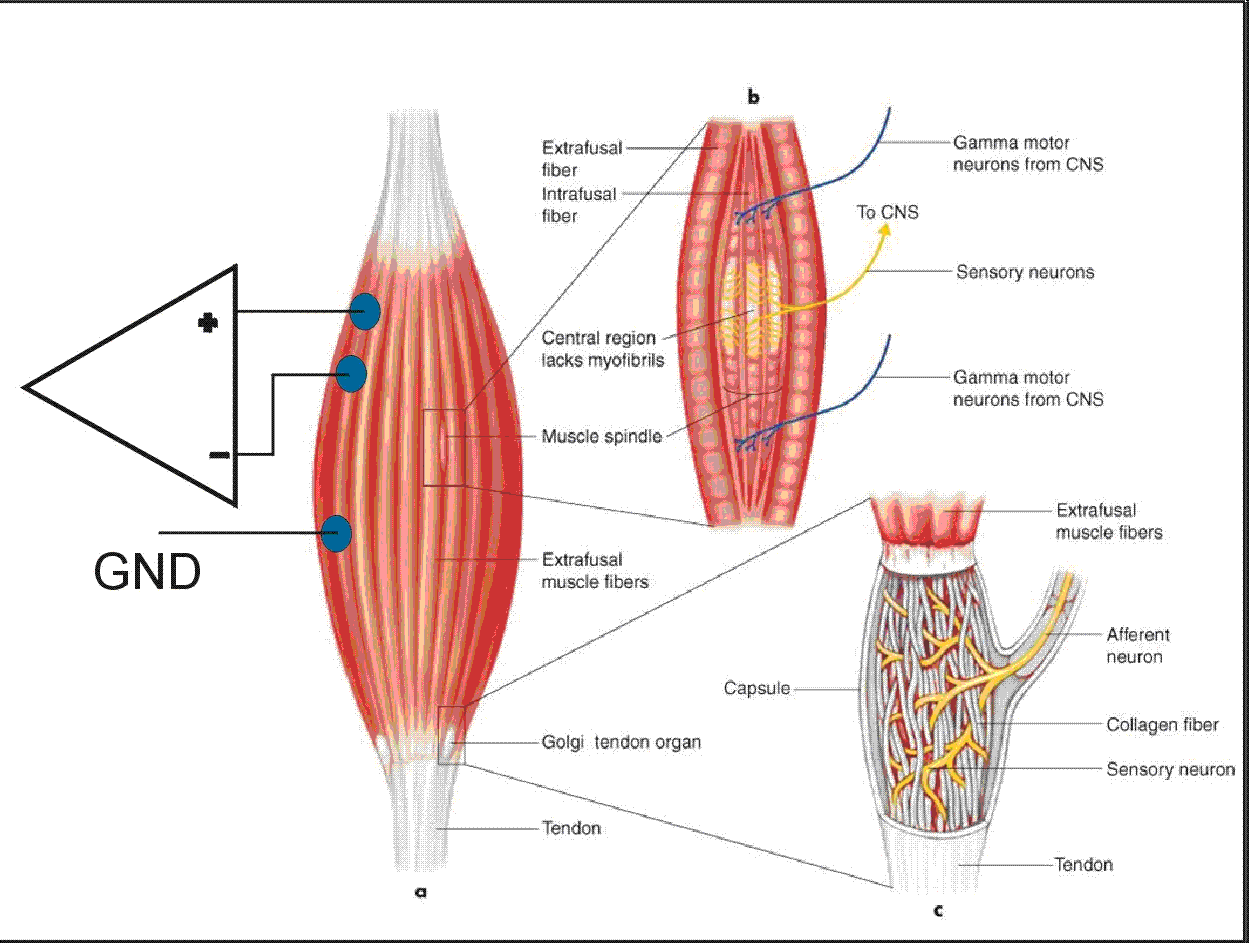 b
Extrafusal
fiber
Intrafusal
fiber
Gamma motor
neurons from CNS
To CNS
Sensory neurons
+
Central region
lacks myofibrils
Gamma motor
neurons from CNS
Muscle spindle
-
Extrafusal
muscle fibers
GND
Extrafusal
muscle fibers
Afferent
neuron
Capsule
Collagen fiber
Golgi tendon organ
Sensory neuron
Tendon
Tendon
a
c